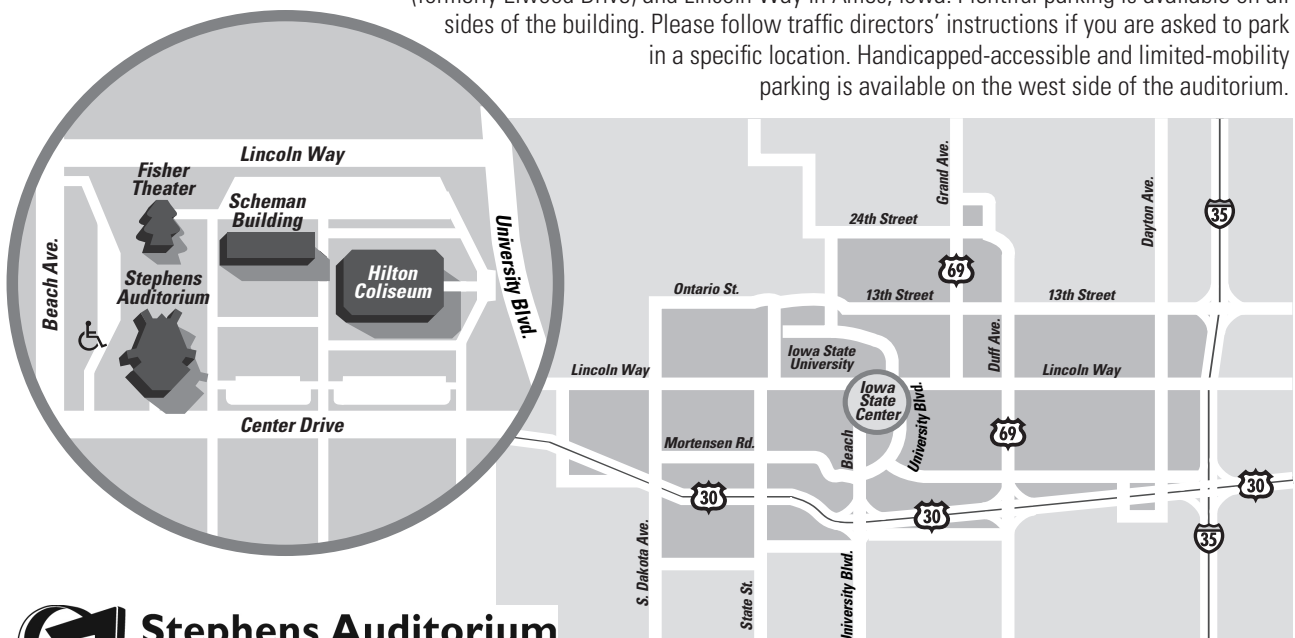 (formerly Elwood Drive) and Lincoln Way in Ames, Iowa. Plentiful parking is available on all
sides of the building. Please follow traffic directors’ instructions if you are asked to park
in a specific location. Handicapped-accessible and limited-mobility
parking is available on the west side of the auditorium.
Lincoln Way
Fisher
Theater
Scheman
Building
Beach Ave.
Stephens
Auditorium
Hilton
Coliseum
University Blvd.
Center Drive
Grand Ave.
Dayton Ave.
35
24th Street
69
Ontario St.
13th Street
13th Street
Duff Ave.
Iowa State
University
Lincoln Way
Lincoln Way
Iowa
State
Center
University Blvd.
69
Mortensen Rd.
Beach
30
30
30
35
S. Dakota Ave.
State St.
University Blvd.
Stephens Auditorium